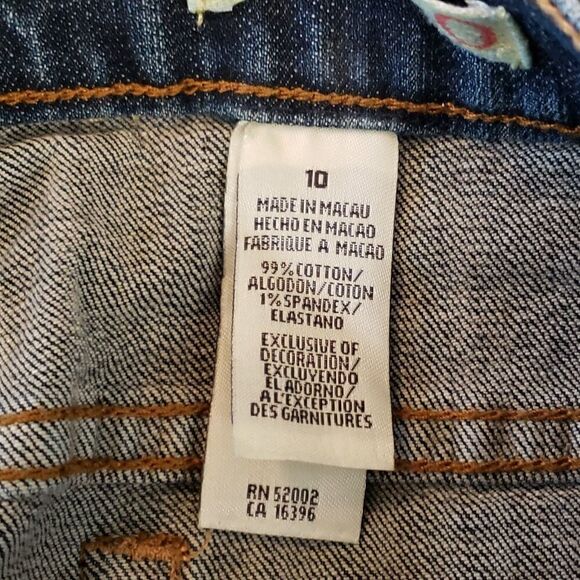 10
MADE IN MACAU
HECHO EN MACAO
FABRIQUE A MACAO
99% COTTON/
ALGODON/COTON
1% SPANDEX/
ELASTANO
EXCLUSIVE OF
DECORATION/
EXCLUYENDO
EL ADORNO/
A L'EXCEPTION
DES GARNITURES
RN 52002
CA 16396